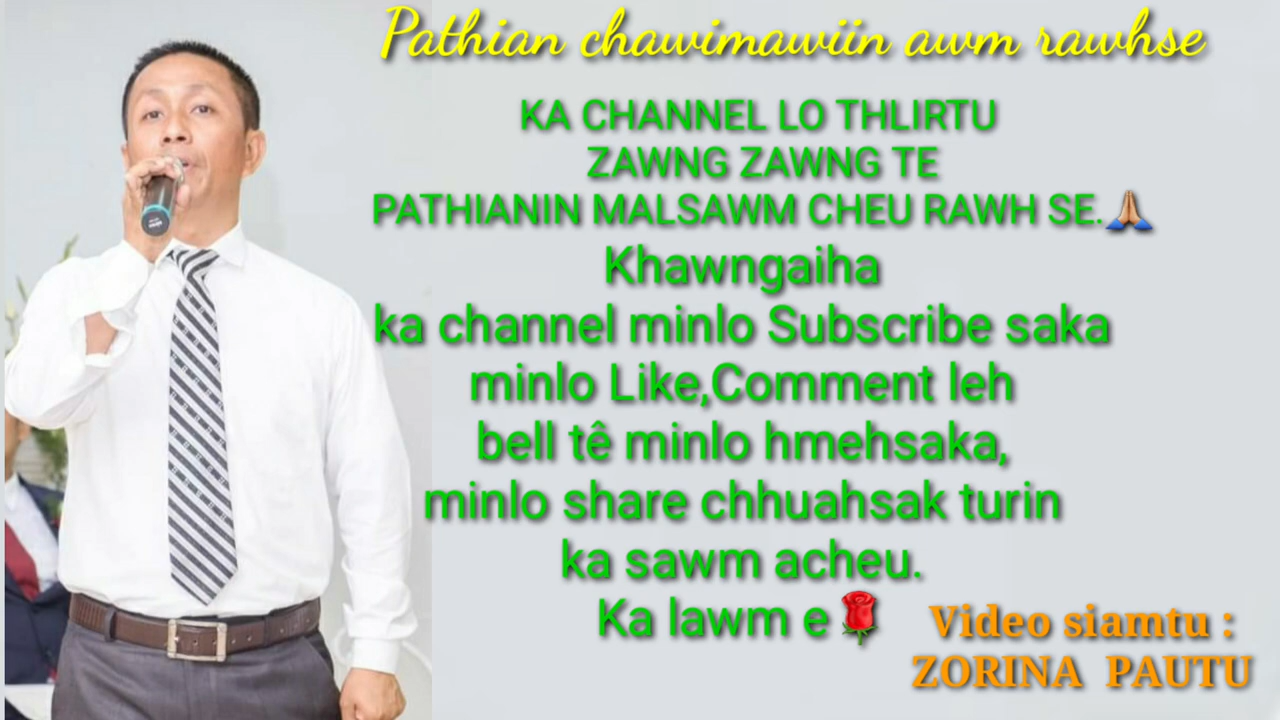 Pathian chawimawiin awm rawhse
KA CHANNEL LO THLIRTU
ZAWNG ZAWNG TE
PATHIANIN MALSAWM CHEU RAWH SE.🙏
Khawngaiha
ka channel minlo Subscribe saka
minlo Like,Comment leh
bell tê minlo hmehsaka,
minlo share chhuahsak turin
ka sawm acheu.
Ka lawm e🌹
Video siamtu :
ZORINA PAUTU